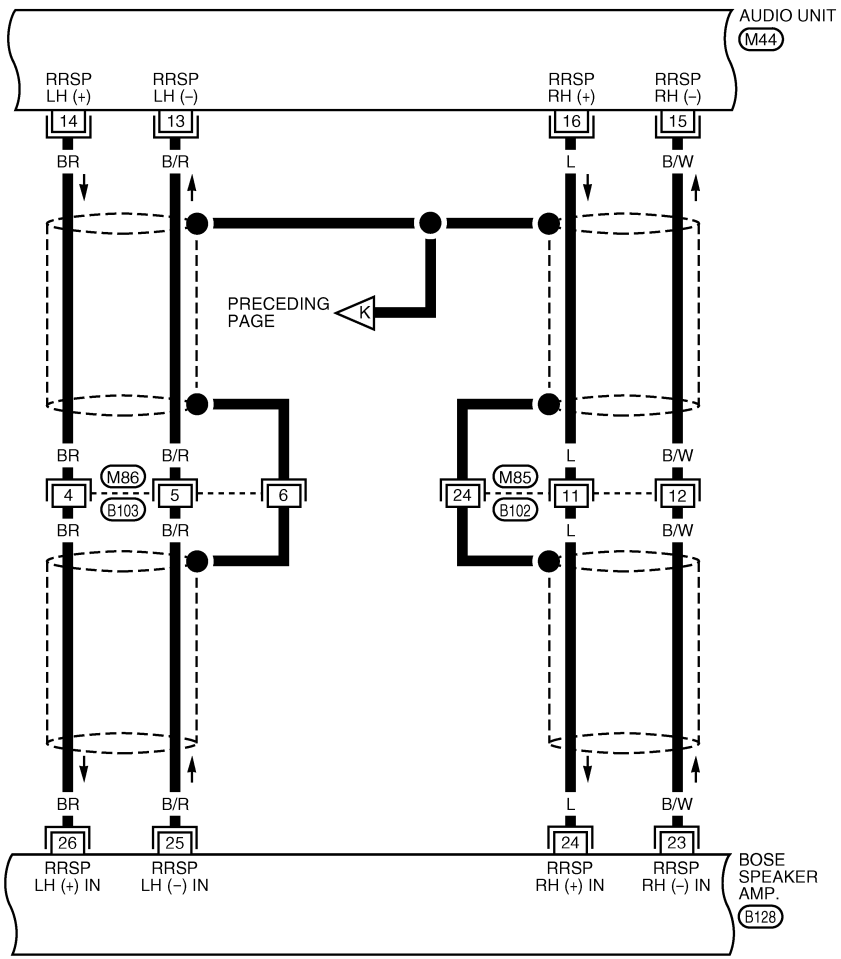 AUDIO UNIT
M44
RRSP
LH (+)
RRSP
LH (−)
RRSP
RH (+)
RRSP
RH (−)
14
13
16
15
BR
B/R
L
B/W
PRECEDING
PAGE
K
BR
B/R
L
B/W
M86
M85
4
5
6
24
11
12
B103
B102
BR
B/R
L
B/W
BR
B/R
L
B/W
26
25
24
23
RRSP
LH (+) IN
RRSP
LH (−) IN
RRSP
RH (+) IN
RRSP
RH (−) IN
BOSE
SPEAKER
AMP.
B128